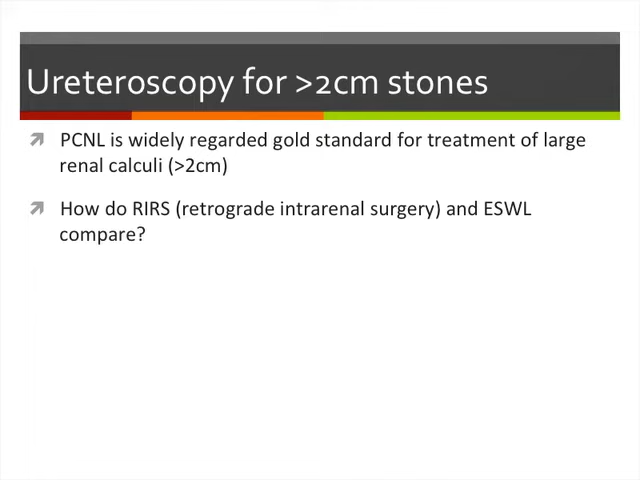 Ureteroscopy for >2cm stones
PCNL is widely regarded gold standard for treatment of large
renal calculi (>2cm)
How do RIRS (retrograde intrarenal surgery) and ESWL
compare?